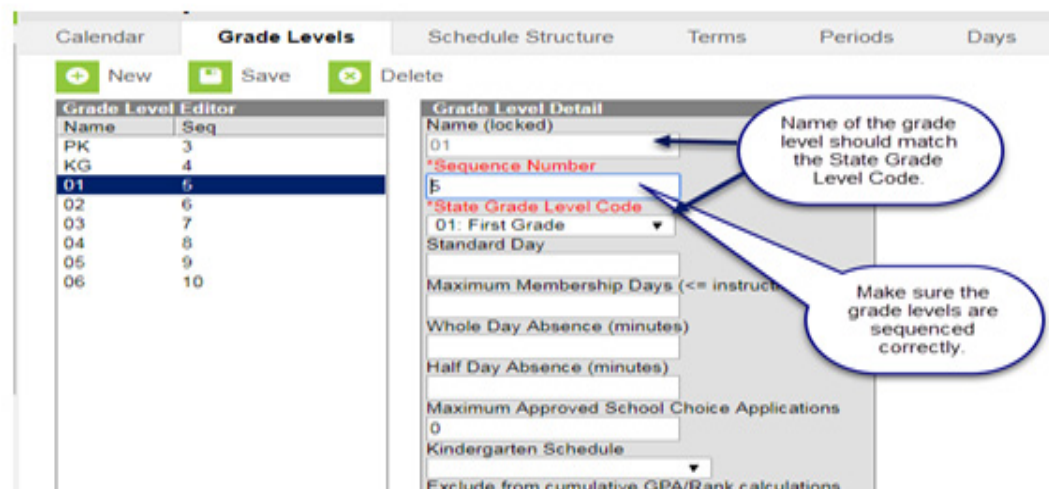 Calendar Grade Levels Schedule Structure Terms Periods Days
New Save Delete
Grade Level Editor
Name Seq
PK 3
KG 4
01 5
02 6
03 7
04 8
05 9
06 10
Grade Level Detail
Name (locked)
01
*Sequence Number
5
*State Grade Level Code
01: First Grade
Standard Day
Maximum Membership Days (<= instructi
Whole Day Absence (minutes)
Half Day Absence (minutes)
Maximum Approved School Choice Applications
0
Kindergarten Schedule
Exclude from cumulative GPA/Rank calculations
Name of the grade
level should match
the State Grade
Level Code.
Make sure the
grade levels are
sequenced
correctly.